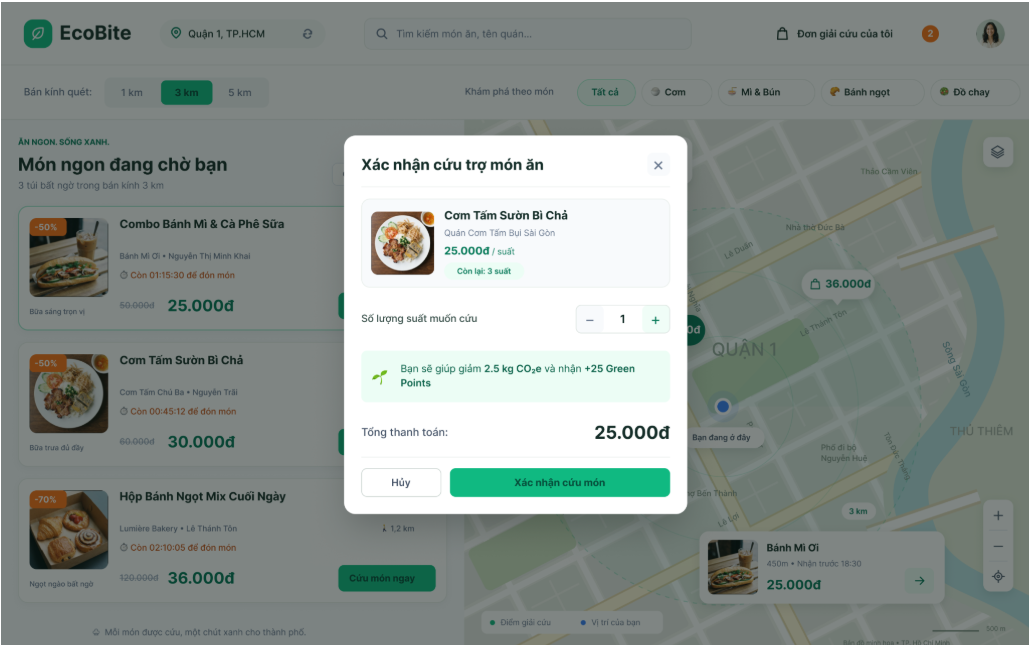 EcoBite
Quận 1, TP.HCM
Tìm kiếm món ăn, tên quán...
Đơn giải cứu của tôi
2
Bán kính quét:
1 km
3 km
5 km
Khám phá theo món
Tất cả
Cơm
Mì & Bún
Bánh ngọt
Đồ chay
ĂN NGON. SỐNG XANH.
Món ngon đang chờ bạn
3 túi bất ngờ trong bán kính 3 km
-50%
Combo Bánh Mì & Cà Phê Sữa
Bánh Mì Ơi • Nguyễn Thị Minh Khai
Còn 01:15:30 để đón món
Bữa sáng trọn vị
50.000đ
25.000đ
-50%
Cơm Tấm Sườn Bì Chả
Cơm Tấm Chú Ba • Nguyễn Trãi
Còn 00:45:12 để đón món
Bữa trưa đủ đầy
60.000đ
30.000đ
-70%
Hộp Bánh Ngọt Mix Cuối Ngày
Lumière Bakery • Lê Thánh Tôn
1,2 km
Còn 02:10:05 để đón món
Ngọt ngào bất ngờ
120.000đ
36.000đ
Cứu món ngay
Mỗi món được cứu, một chút xanh cho thành phố.
Xác nhận cứu trợ món ăn
Cơm Tấm Sườn Bì Chả
Quán Cơm Tấm Bụi Sài Gòn
25.000đ / suất
Còn lại: 3 suất
Số lượng suất muốn cứu
−
1
+
Bạn sẽ giúp giảm 2.5 kg CO₂e và nhận +25 Green
Points
Tổng thanh toán:
25.000đ
Hủy
Xác nhận cứu món
Thảo Cầm Viên
Nhà thờ Đức Bà
Lê Duẩn
36.000đ
Lê Thánh Tôn
0đ
QUẬN 1
Sông Sài Gòn
THỦ THIÊM
Bạn đang ở đây
Phố đi bộ
Nguyễn Huệ
Tôn Đức Thắng
Bến Thành
3 km
Lê Lợi
+
−
Bánh Mì Ơi
450m • Nhận trước 18:30
25.000đ
Điểm giải cứu
Vị trí của bạn
500 m